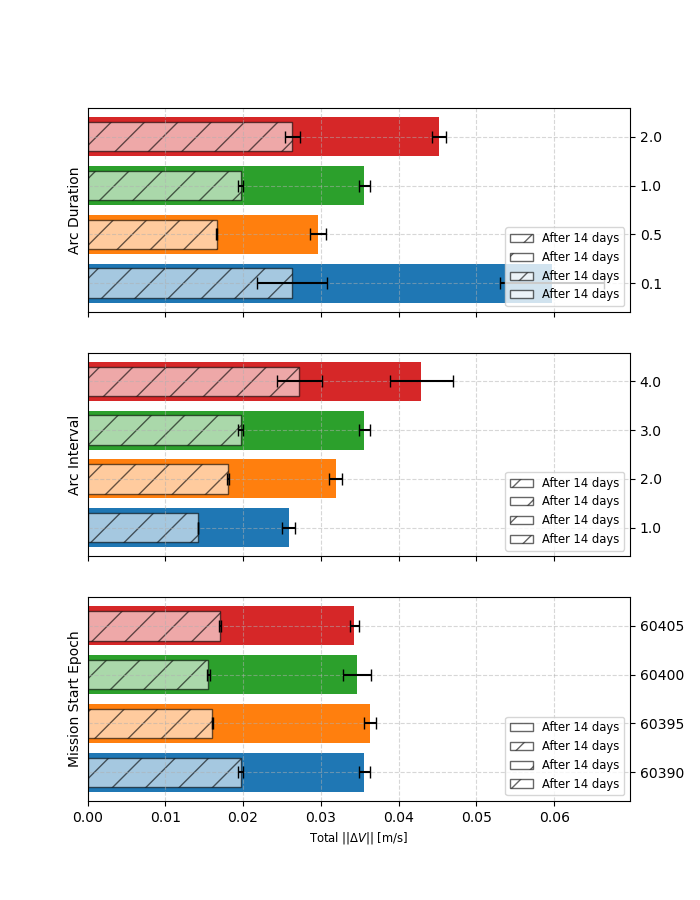 Arc Duration
2.0
1.0
0.5
0.1
After 14 days
After 14 days
After 14 days
After 14 days
Arc Interval
4.0
3.0
2.0
1.0
After 14 days
After 14 days
After 14 days
After 14 days
Mission Start Epoch
60405
60400
60395
60390
After 14 days
After 14 days
After 14 days
After 14 days
0.00 0.01 0.02 0.03 0.04 0.05 0.06
Total ||ΔV|| [m/s]